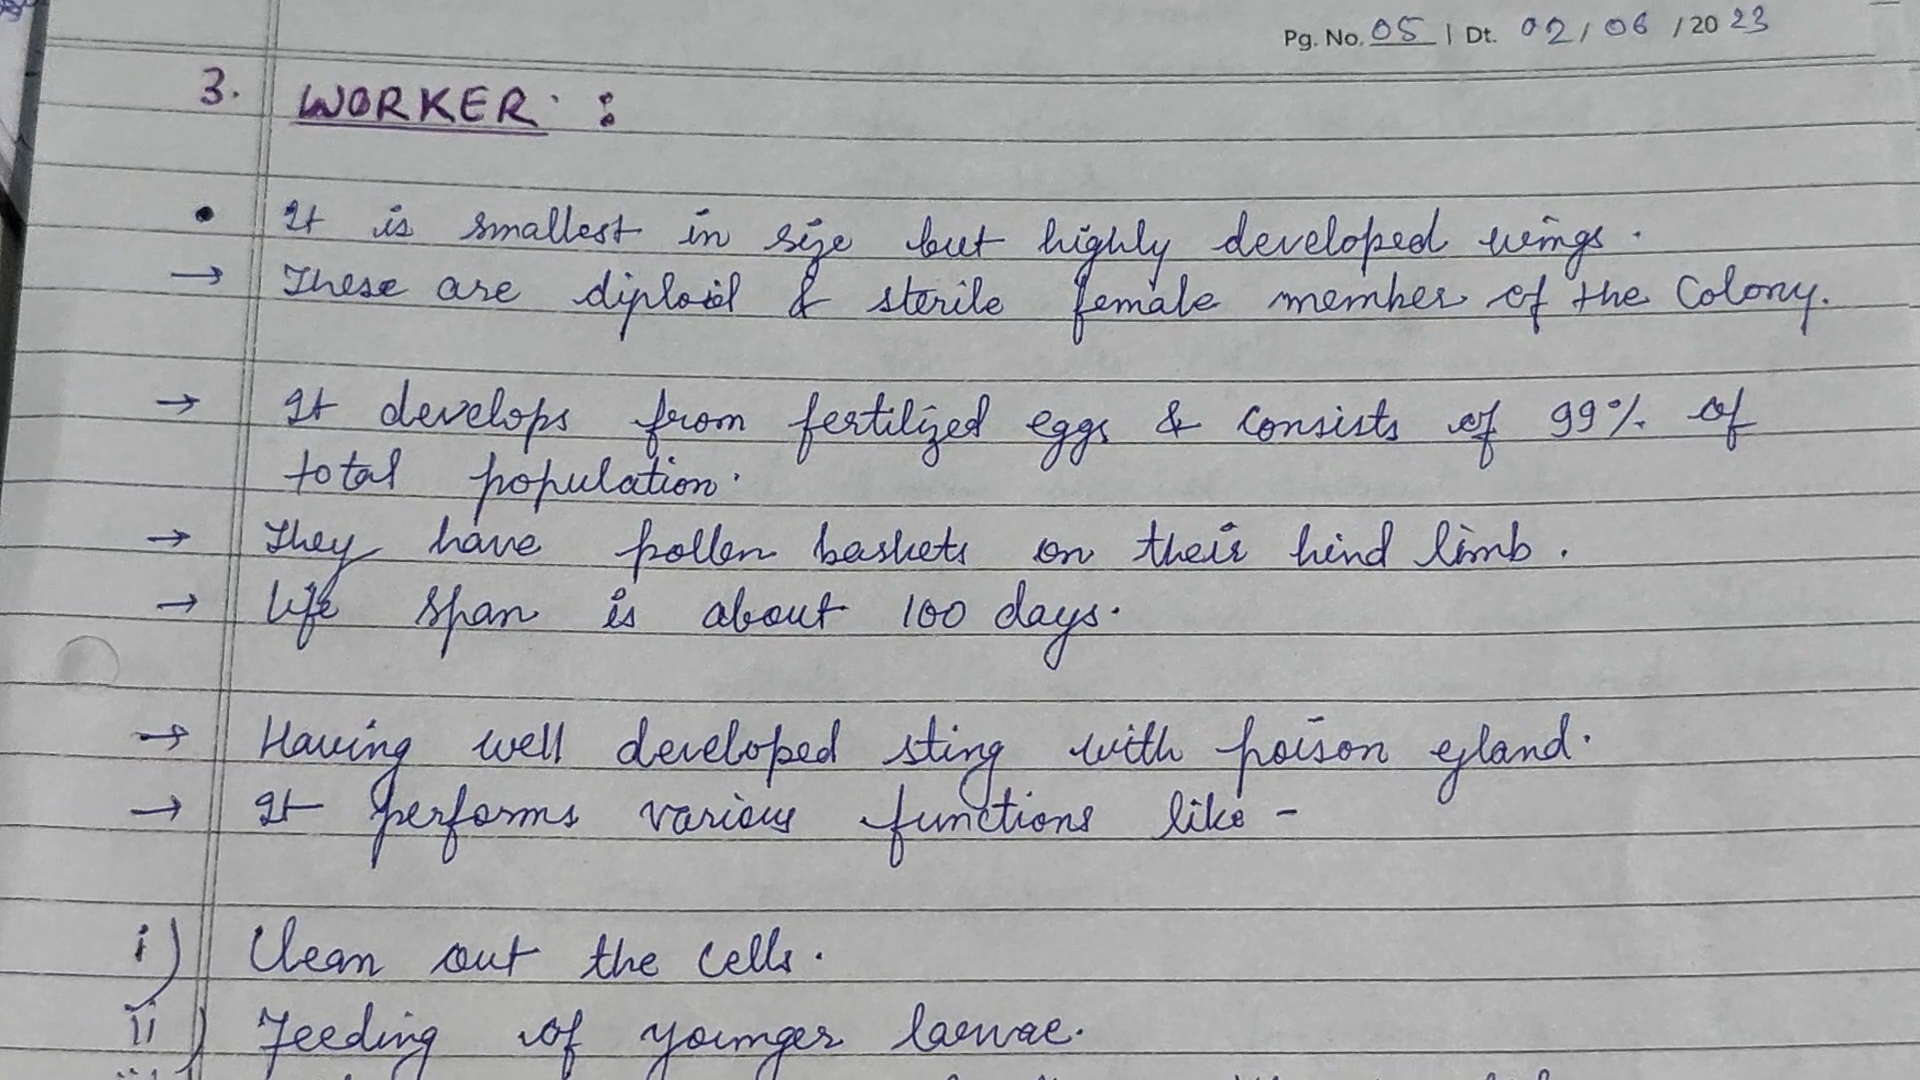 Pg. No. 05 | Dt. 02 / 06 / 20 23
3. WORKER :
• It is smallest in size but highly developed wings.
→ These are diploid & sterile female member of the Colony.
→ It develops from fertilized eggs & consists of 99% of
total population.
→ They have pollen baskets on their hind limb.
→ Life span is about 100 days.
→ Having well developed sting with poison gland.
→ It performs various functions like -
i) Clean out the cells.
ii) Feeding of younger larvae.